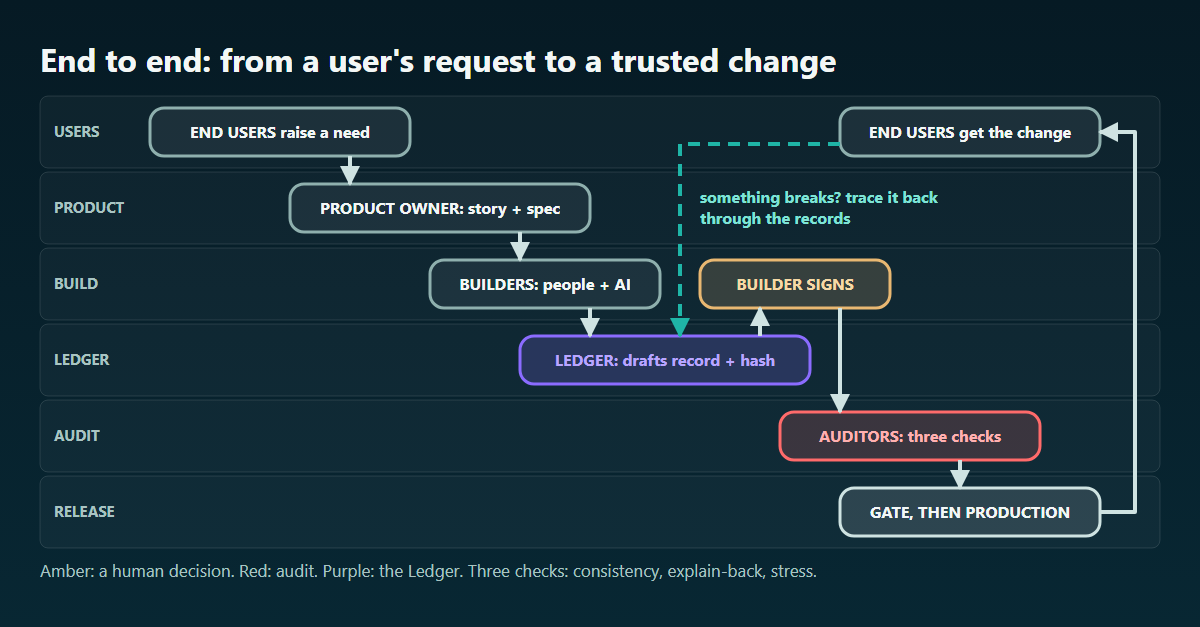 End to end: from a user's request to a trusted change
USERS
END USERS raise a need
END USERS get the change
PRODUCT
PRODUCT OWNER: story + spec
something breaks? trace it back
through the records
BUILD
BUILDERS: people + AI
BUILDER SIGNS
LEDGER
LEDGER: drafts record + hash
AUDIT
AUDITORS: three checks
RELEASE
GATE, THEN PRODUCTION
Amber: a human decision. Red: audit. Purple: the Ledger. Three checks: consistency, explain-back, stress.